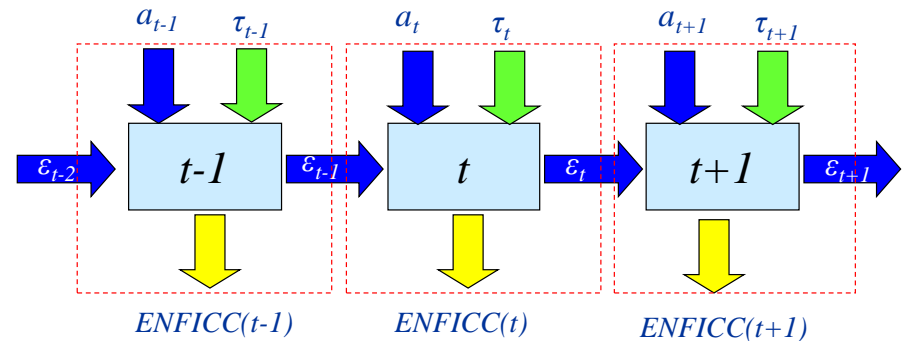 a_{t-1} τ_{t-1} a_t τ_t a_{t+1} τ_{t+1}
ε_{t-2} t-1 ε_{t-1} t ε_t t+1 ε_{t+1}
ENFICC(t-1) ENFICC(t) ENFICC(t+1)